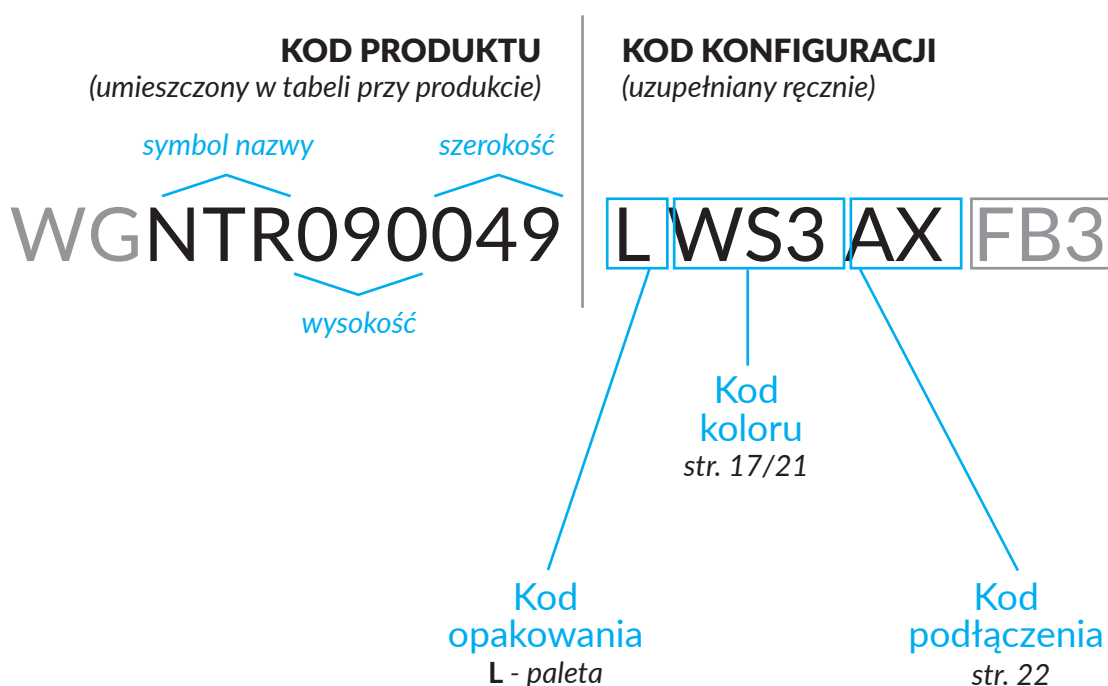 KOD PRODUKTU
(umieszczony w tabeli przy produkcie)
KOD KONFIGURACJI
(uzupełniany ręcznie)
symbol nazwy
szerokość
WGNTR090049 L WS3 AX FB3
wysokość
Kod
koloru
str. 17/21
Kod
opakowania
L - paleta
Kod
podłączenia
str. 22